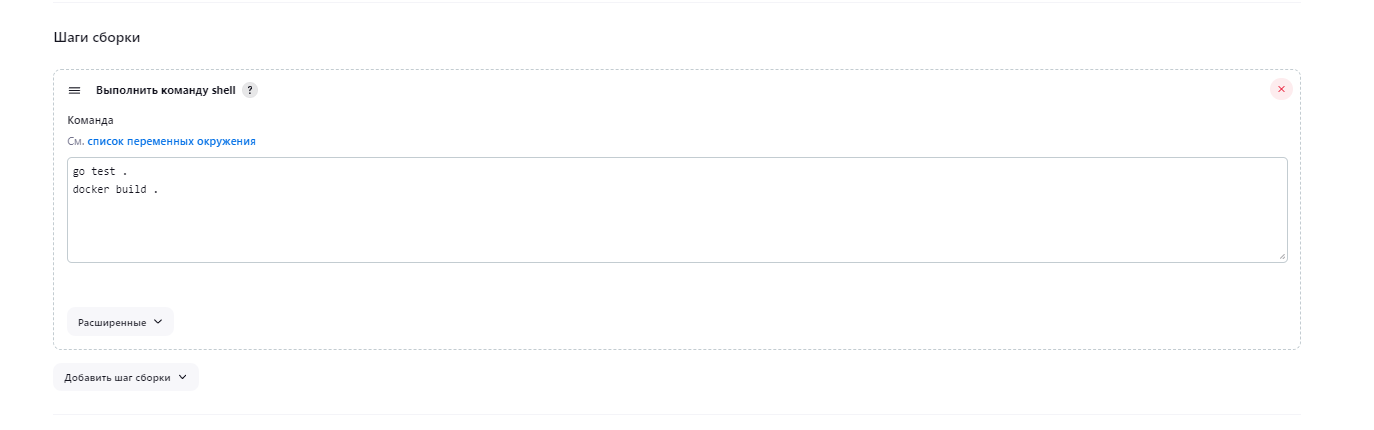 Шаги сборки
Выполнить команду shell ?
Команда
См. список переменных окружения
go test .
docker build .
Расширенные
Добавить шаг сборки